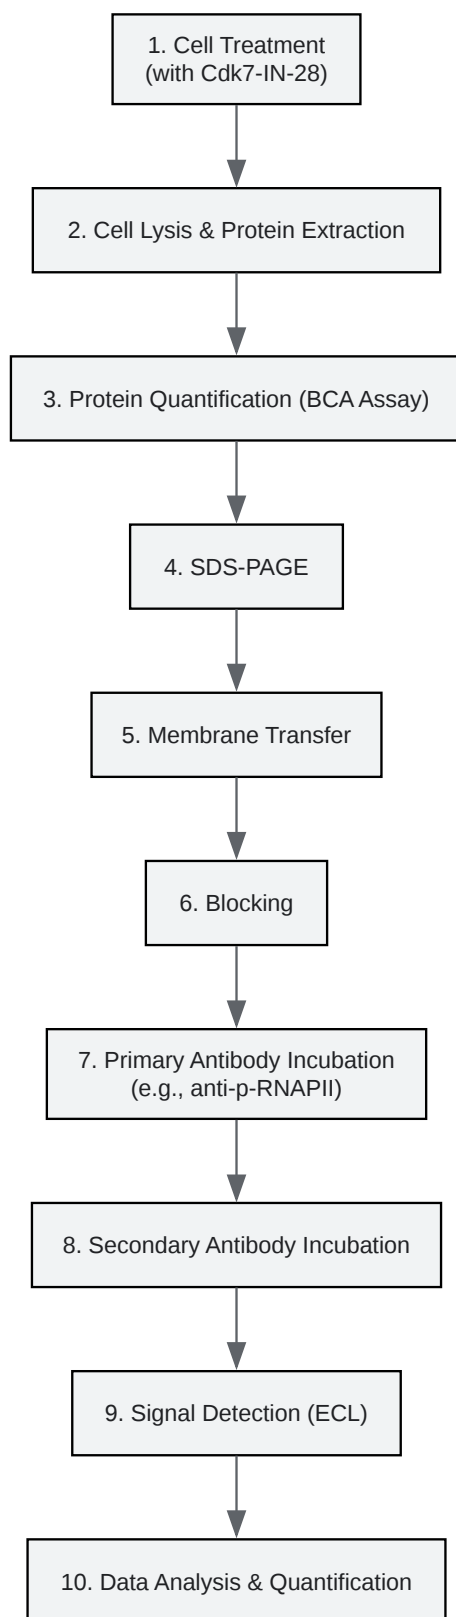 1. Cell Treatment
(with Cdk7-IN-28)
2. Cell Lysis & Protein Extraction
3. Protein Quantification (BCA Assay)
4. SDS-PAGE
5. Membrane Transfer
6. Blocking
7. Primary Antibody Incubation
(e.g., anti-p-RNAPII)
8. Secondary Antibody Incubation
9. Signal Detection (ECL)
10. Data Analysis & Quantification